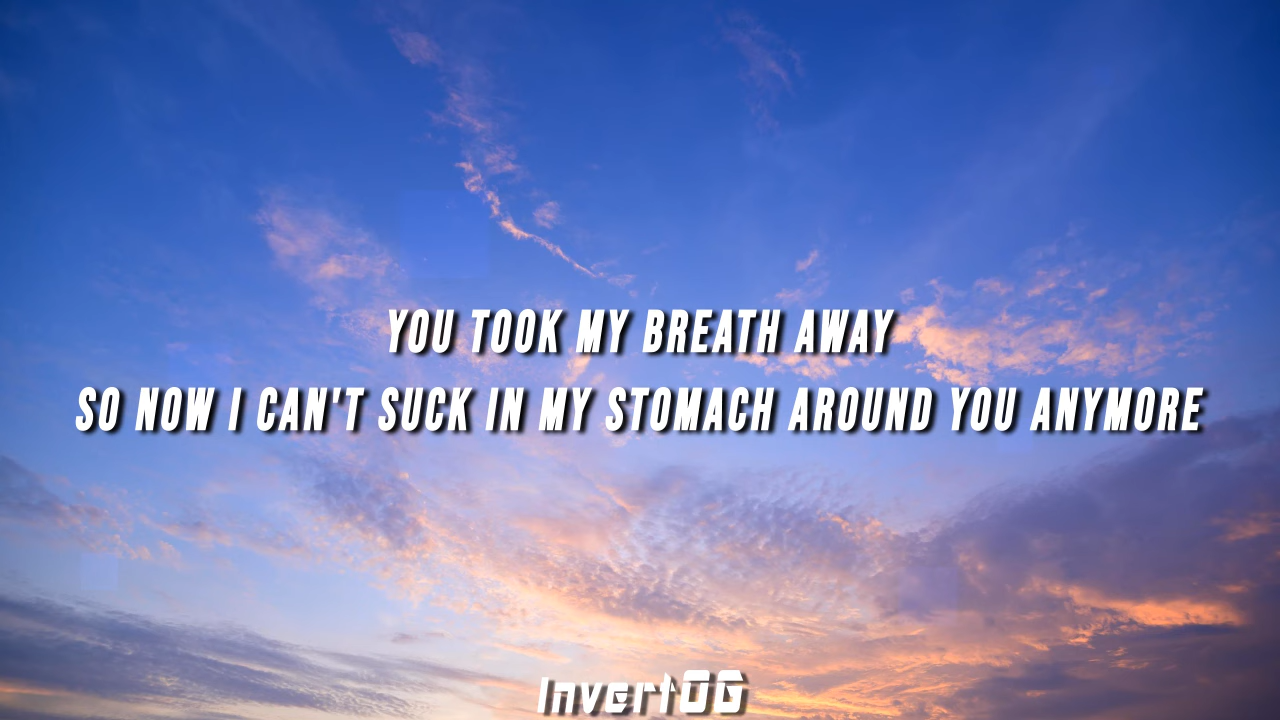 YOU TOOK MY BREATH AWAY
SO NOW I CAN'T SUCK IN MY STOMACH AROUND YOU ANYMORE
InvertOG